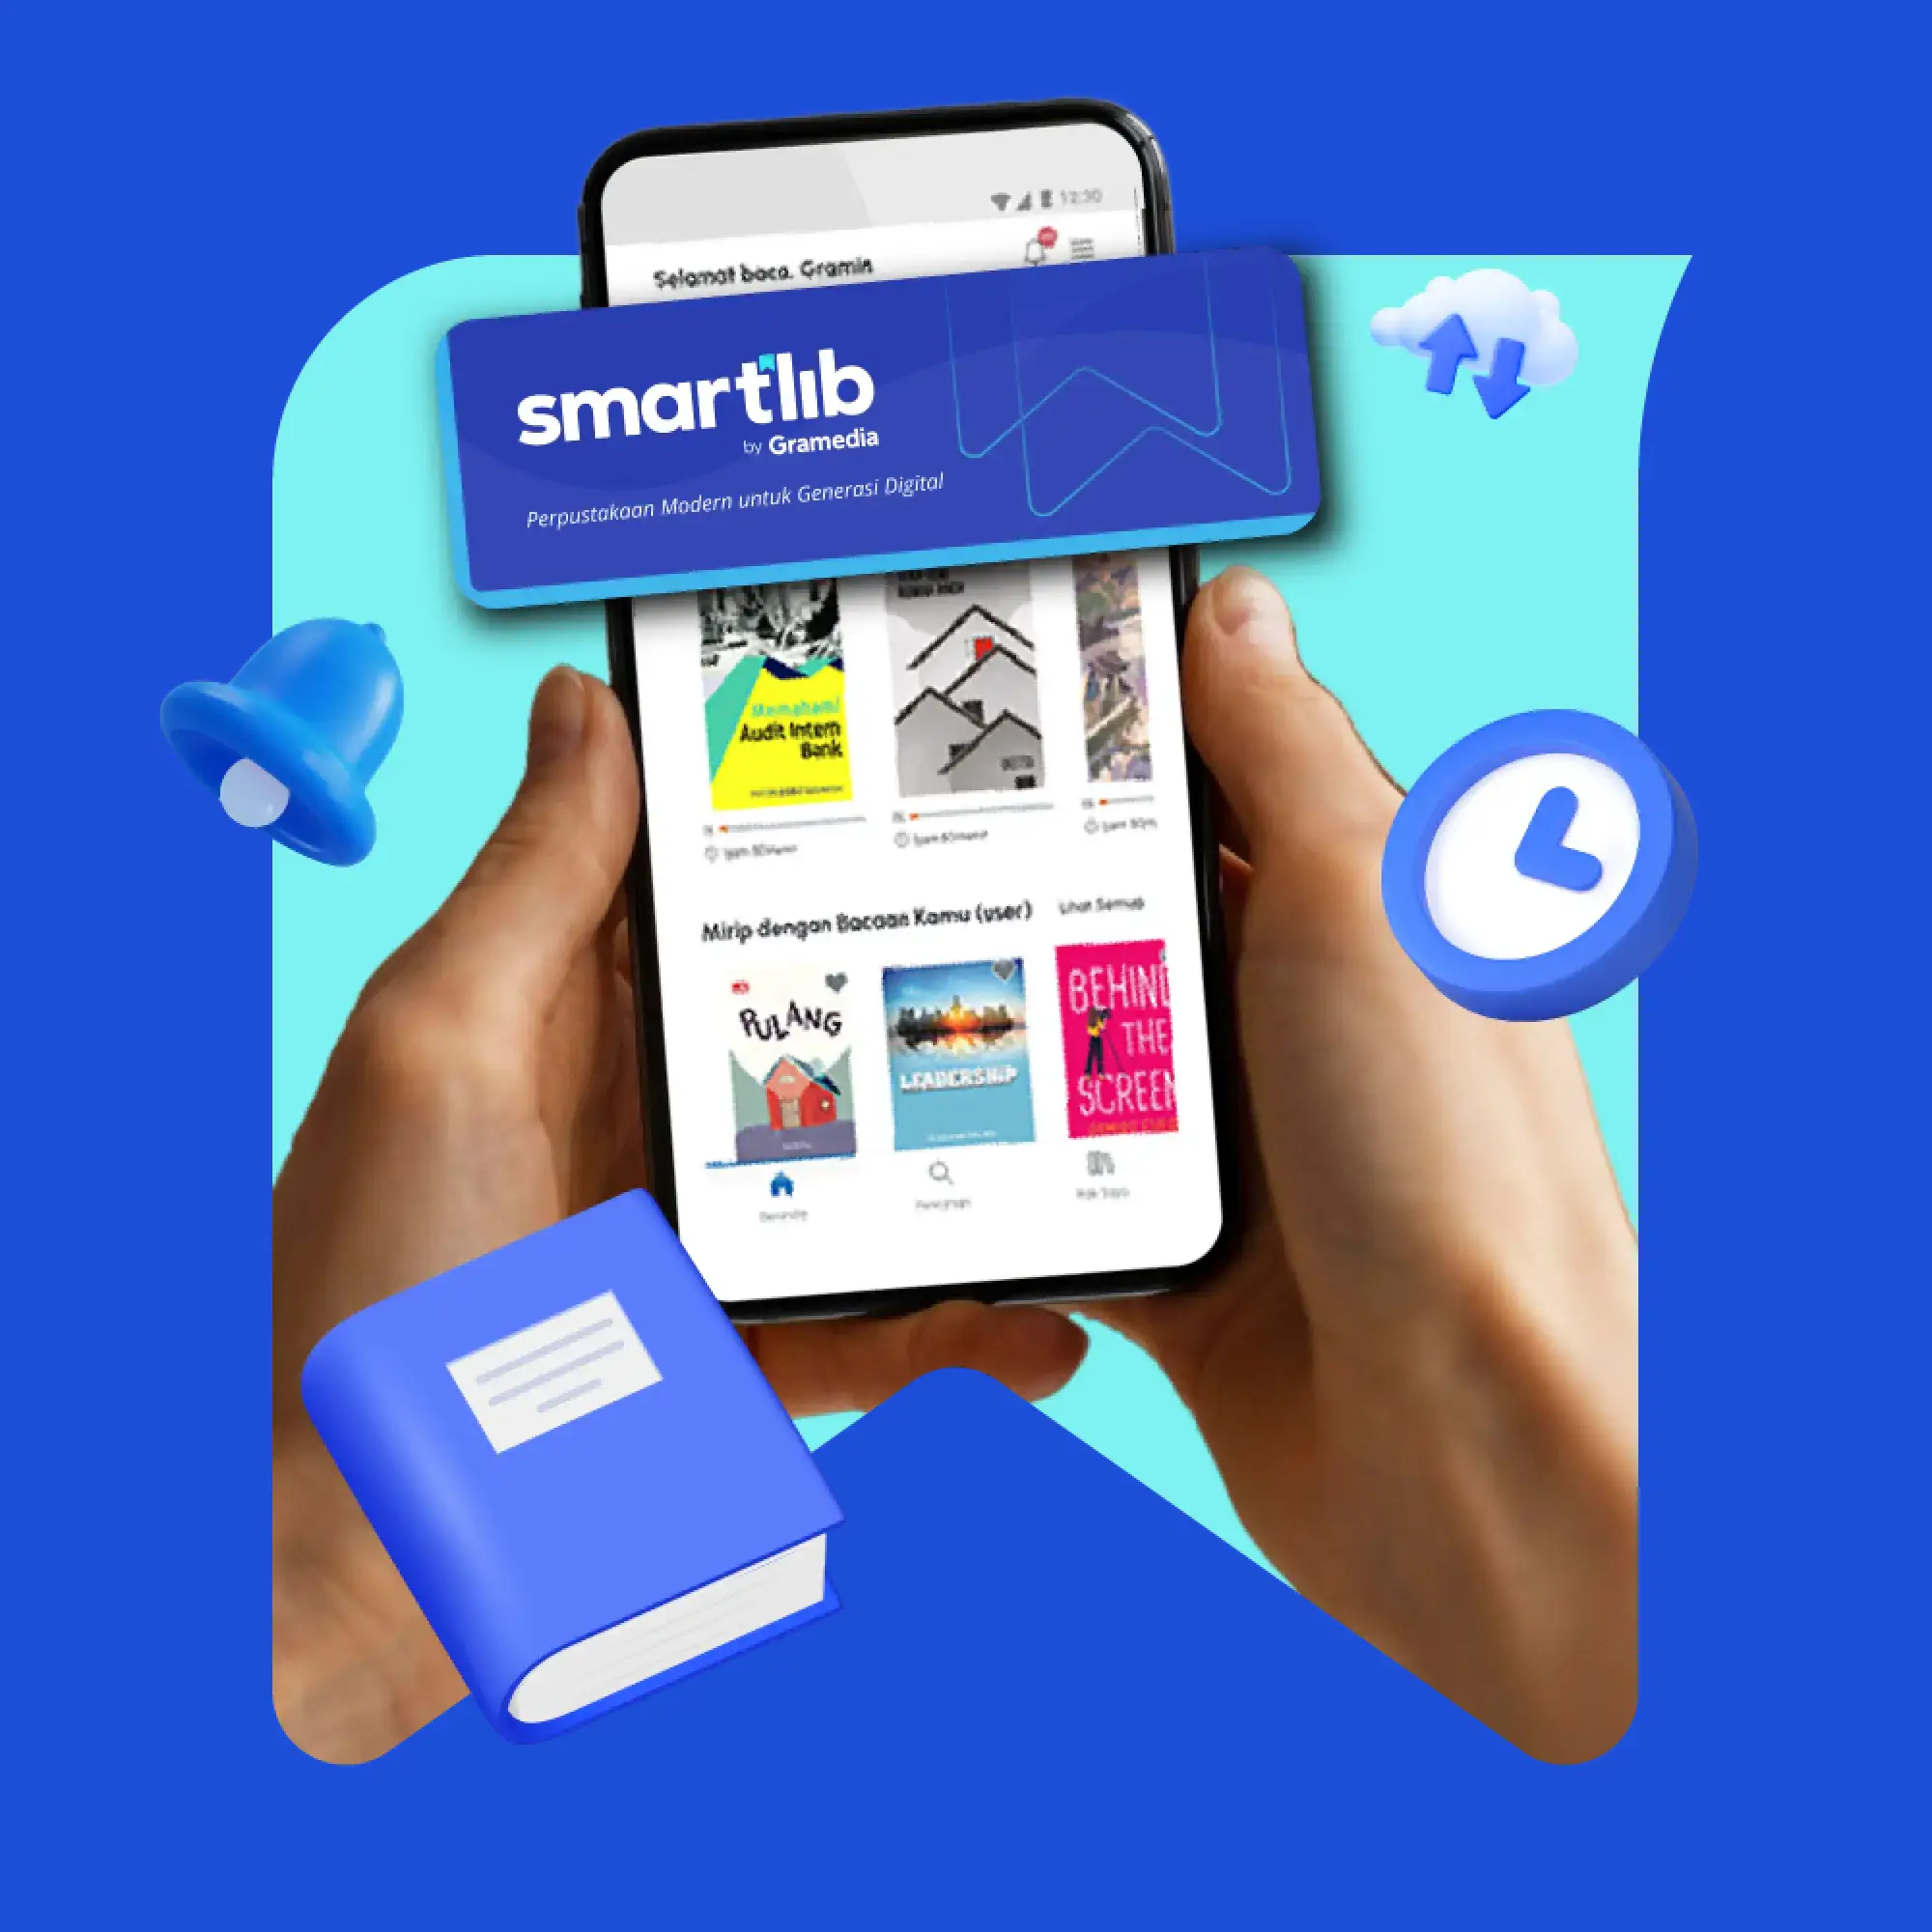 12:30
Selamat baca, Gramin
smartlib
by Gramedia
Perpustakaan Modern untuk Generasi Digital
Memahami
Audit Intern
Bank
Mirip dengan Bacaan Kamu (user)
Lihat Semua
PULANG
LEADERSHIP
BEHIND
THE
SCREEN
Beranda
Pencarian
Rak Saya